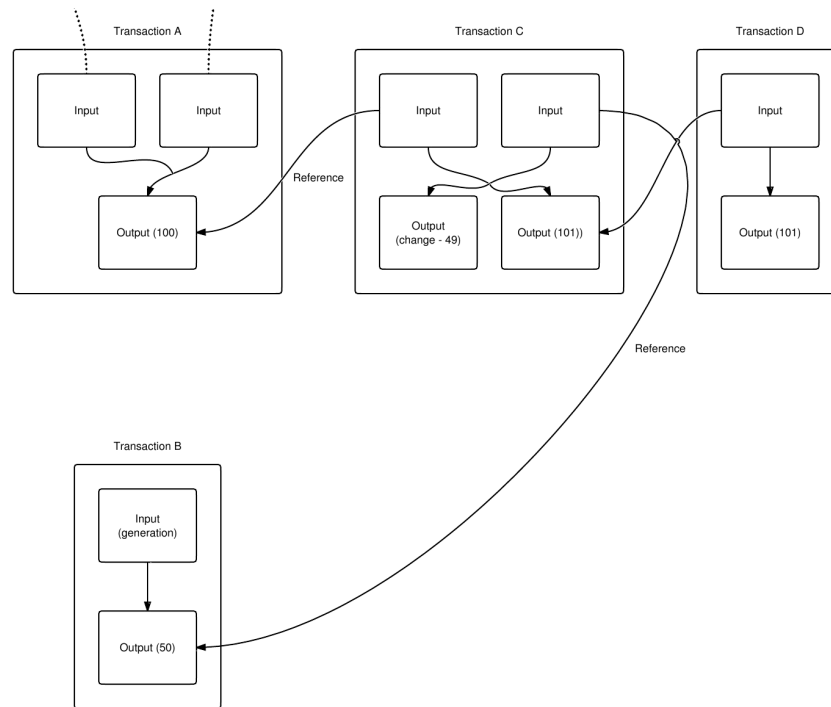 Transaction A
Transaction C
Transaction D
Input
Input
Input
Input
Input
Reference
Output (100)
Output
(change - 49)
Output (101))
Output (101)
Reference
Transaction B
Input
(generation)
Output (50)